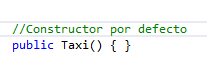 //Constructor por defecto
public Taxi() { }